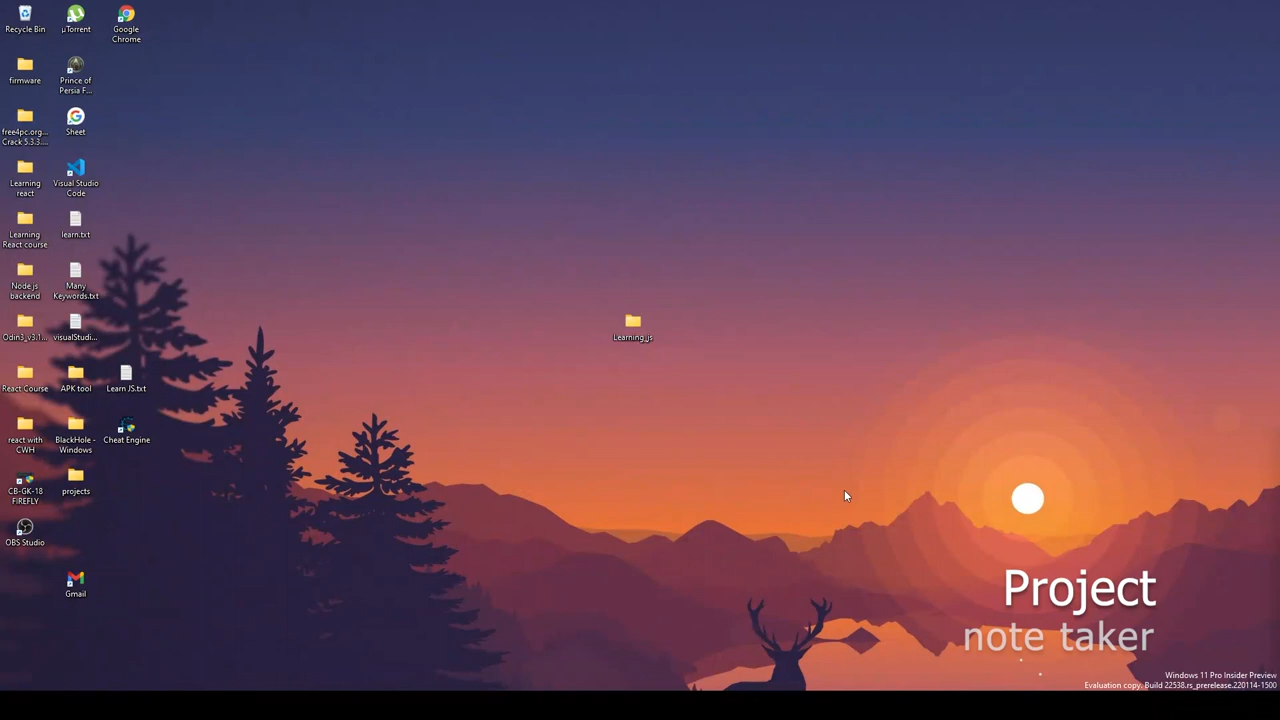 Recycle Bin
µTorrent
Google
Chrome
firmware
Prince of
Persia F...
free4pc.org...
Crack 5.3.3....
Sheet
Learning
react
Visual Studio
Code
Learning
React course
learn.txt
Node js
backend
Many
Keywords.txt
Odin3_v3.1...
visualStudi...
Learning_js
React Course
APK tool
Learn JS.txt
react with
CWH
BlackHole -
Windows
Cheat Engine
CB-GK-18
FIREFLY
projects
OBS Studio
Gmail
Project
note taker
Windows 11 Pro Insider Preview
Evaluation copy. Build 22538.rs_prerelease.220114-1500